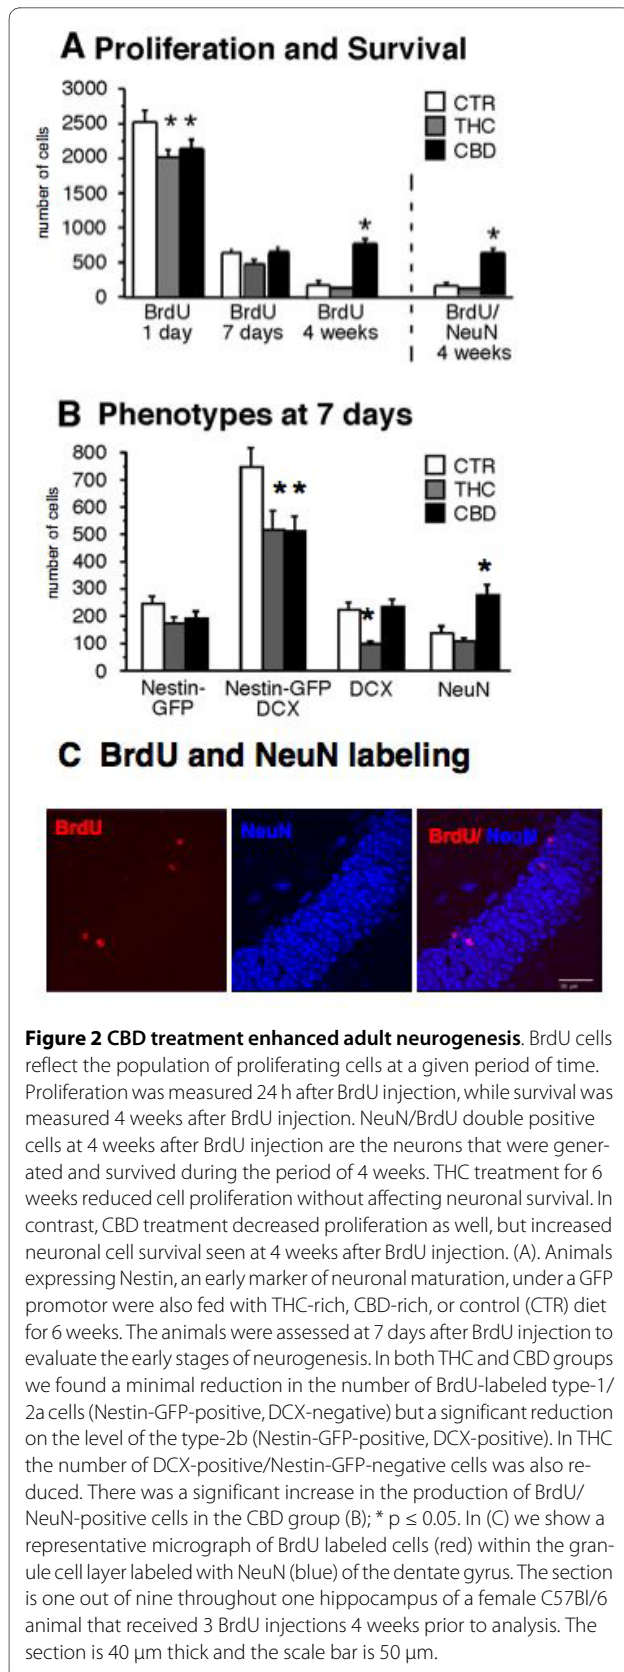 A Proliferation and Survival
3000
2500
2000
1500
1000
500
0
number of cells
CTR
THC
CBD
* *
*
*
BrdU
1 day
BrdU
7 days
BrdU
4 weeks
BrdU/
NeuN
4 weeks
B Phenotypes at 7 days
800
700
600
500
400
300
200
100
0
number of cells
CTR
THC
CBD
* *
*
*
Nestin-
GFP
Nestin-GFP
DCX
DCX
NeuN
C BrdU and NeuN labeling
BrdU
NeuN
BrdU/ NeuN
Figure 2 CBD treatment enhanced adult neurogenesis. BrdU cells
reflect the population of proliferating cells at a given period of time.
Proliferation was measured 24 h after BrdU injection, while survival was
measured 4 weeks after BrdU injection. NeuN/BrdU double positive
cells at 4 weeks after BrdU injection are the neurons that were gener-
ated and survived during the period of 4 weeks. THC treatment for 6
weeks reduced cell proliferation without affecting neuronal survival. In
contrast, CBD treatment decreased proliferation as well, but increased
neuronal cell survival seen at 4 weeks after BrdU injection. (A). Animals
expressing Nestin, an early marker of neuronal maturation, under a GFP
promotor were also fed with THC-rich, CBD-rich, or control (CTR) diet
for 6 weeks. The animals were assessed at 7 days after BrdU injection to
evaluate the early stages of neurogenesis. In both THC and CBD groups
we found a minimal reduction in the number of BrdU-labeled type-1/
2a cells (Nestin-GFP-positive, DCX-negative) but a significant reduction
on the level of the type-2b (Nestin-GFP-positive, DCX-positive). In THC
the number of DCX-positive/Nestin-GFP-negative cells was also re-
duced. There was a significant increase in the production of BrdU/
NeuN-positive cells in the CBD group (B); * p ≤ 0.05. In (C) we show a
representative micrograph of BrdU labeled cells (red) within the gran-
ule cell layer labeled with NeuN (blue) of the dentate gyrus. The section
is one out of nine throughout one hippocampus of a female C57Bl/6
animal that received 3 BrdU injections 4 weeks prior to analysis. The
section is 40 μm thick and the scale bar is 50 μm.